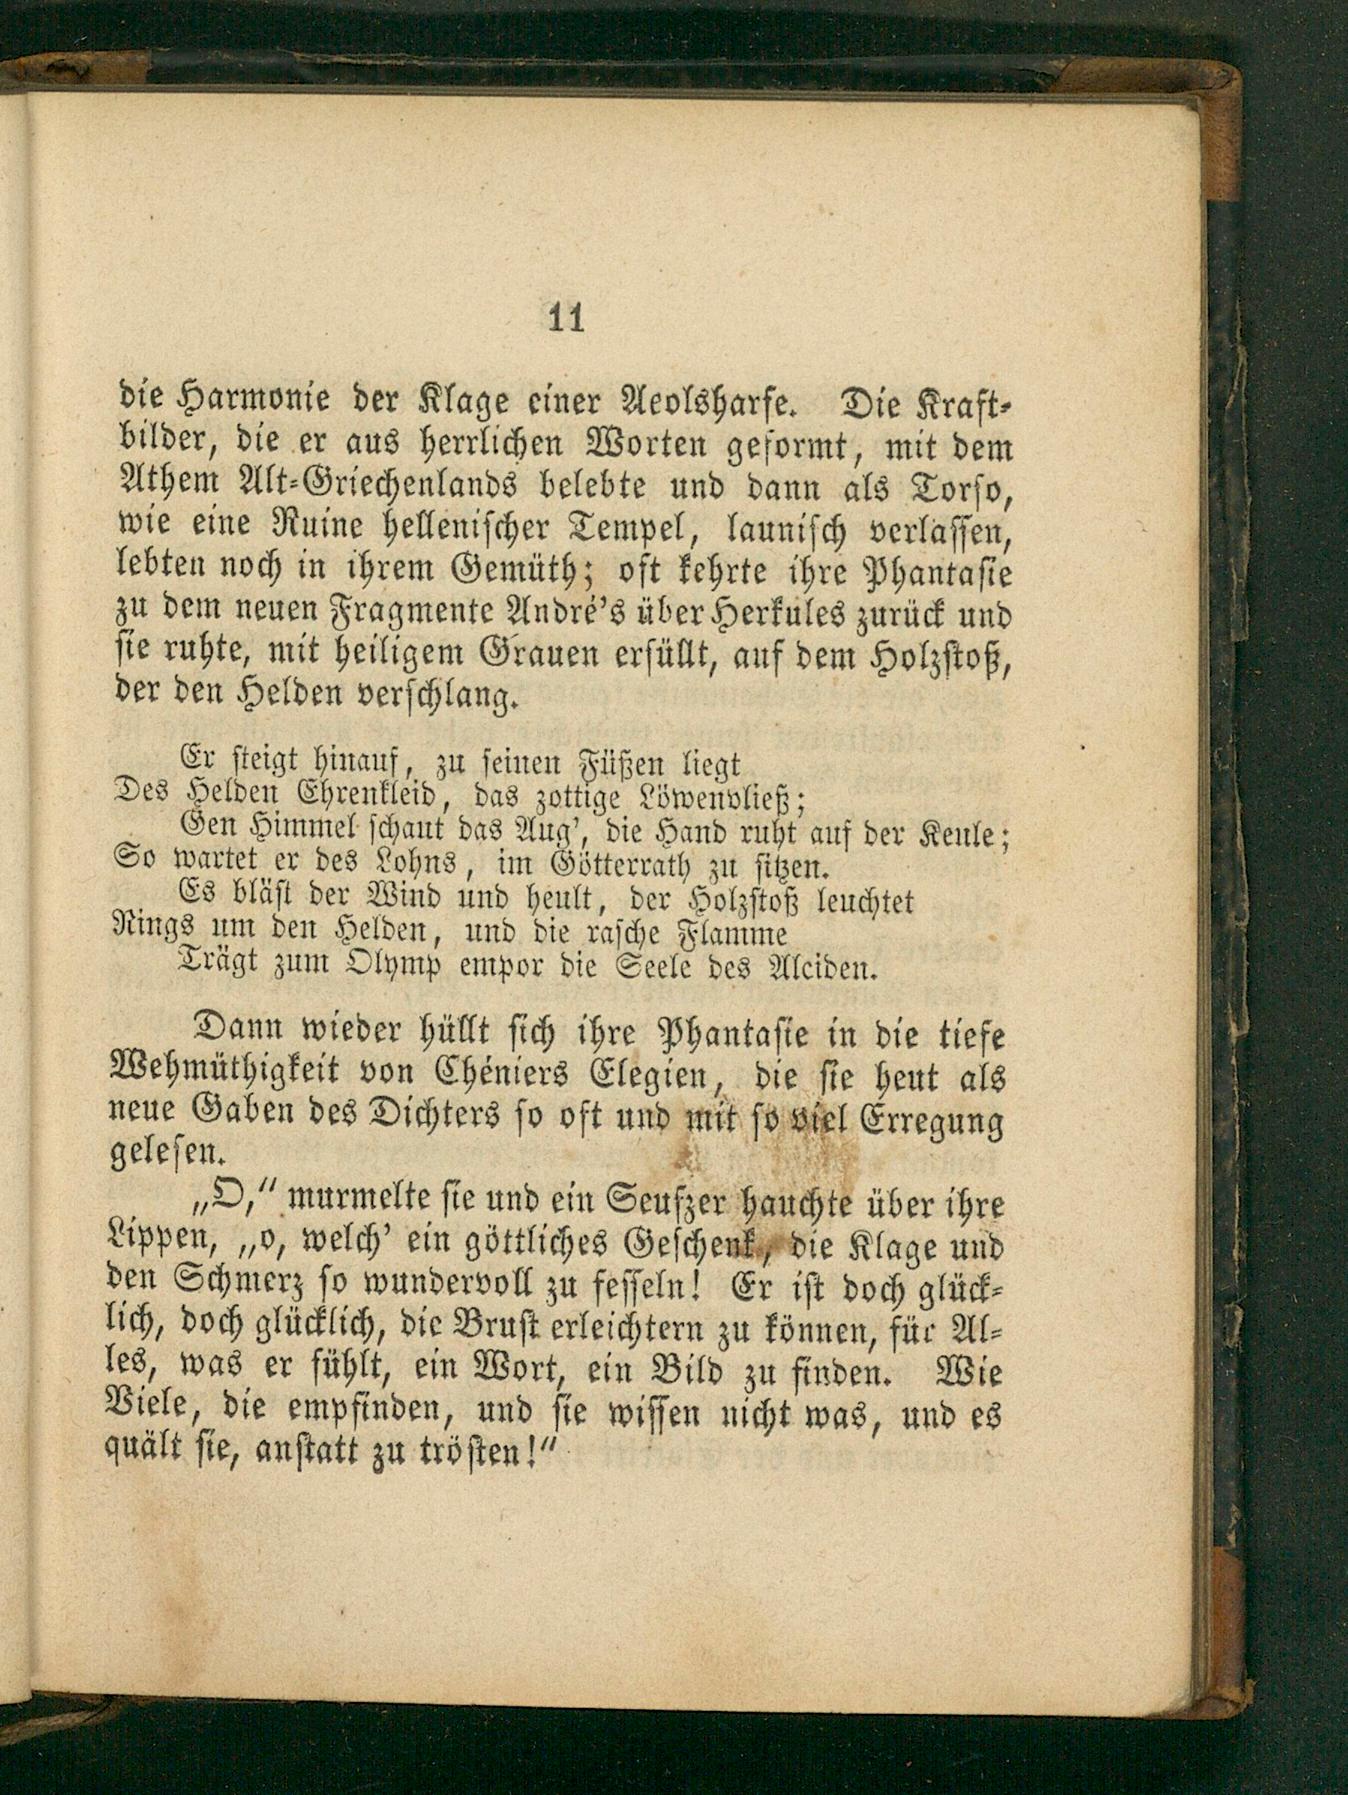 11
die Harmonie der Klage einer Aeolsharfe. Die Kraft-
bilder, die er aus herrlichen Worten geformt, mit dem
Athem Alt-Griechenlands belebte und dann als Torso,
wie eine Ruine hellenischer Tempel, launisch verlassen,
lebten noch in ihrem Gemüth; oft kehrte ihre Phantasie
zu dem neuen Fragmente André's über Herkules zurück und
sie ruhte, mit heiligem Grauen erfüllt, auf dem Holzstoß,
der den Helden verschlang.
Er steigt hinauf, zu seinen Füßen liegt
Des Helden Ehrenkleid, das zottige Löwenvließ;
Gen Himmel schaut das Aug', die Hand ruht auf der Keule;
So wartet er des Lohns, im Götterrath zu sitzen.
Es bläst der Wind und heult, der Holzstoß leuchtet
Rings um den Helden, und die rasche Flamme
Trägt zum Olymp empor die Seele des Alciden.
Dann wieder hüllt sich ihre Phantasie in die tiefe
Wehmüthigkeit von Chéniers Elegien, die sie heut als
neue Gaben des Dichters so oft und mit so viel Erregung
gelesen.
„O,“ murmelte sie und ein Seufzer hauchte über ihre
Lippen, „o, welch' ein göttliches Geschenk, die Klage und
den Schmerz so wundervoll zu fesseln! Er ist doch glück-
lich, doch glücklich, die Brust erleichtern zu können, für Al-
les, was er fühlt, ein Wort, ein Bild zu finden. Wie
Viele, die empfinden, und sie wissen nicht was, und es
quält sie, anstatt zu trösten!“